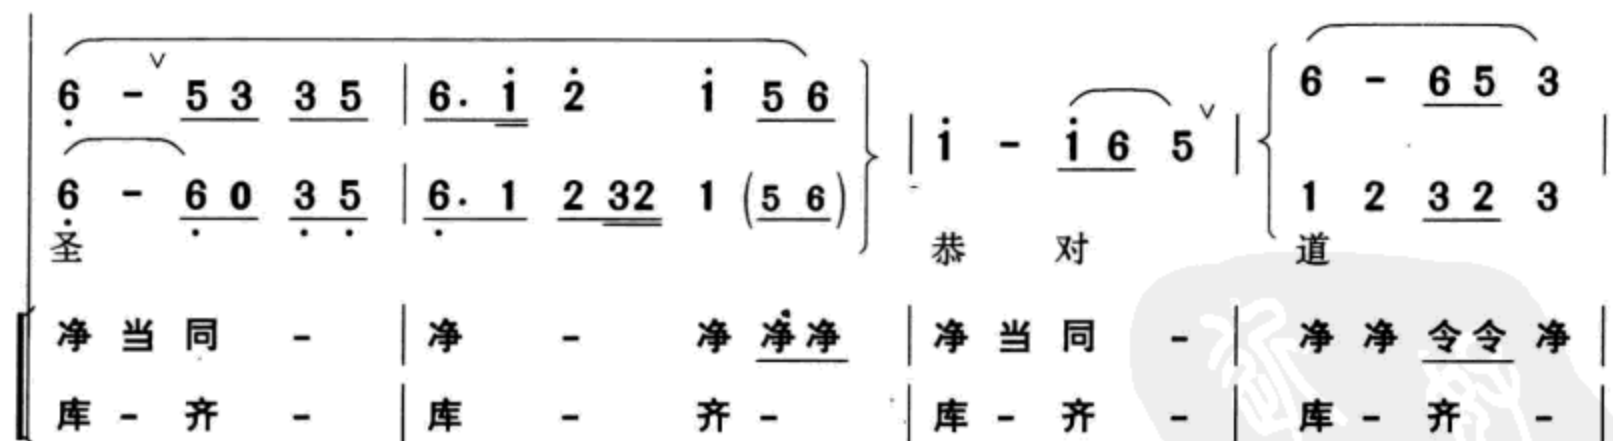 6̣ - ∨ 5 3 3 5 | 6. i̇ 2̇ i̇ 5 6 } | i̇ - i̇ 6 5 ∨ | { 6 - 6 5 3 |
6̣ - 6̣ 0 3̣ 5̣ | 6̣. 1 2 32 1 (5 6) 1 2 3 2 3
圣 恭 对 道
净 当 同 - | 净 - 净 净净 | 净 当 同 - | 净 净 令令 净 |
库 - 齐 - | 库 - 齐 - | 库 - 齐 - | 库 - 齐 - |